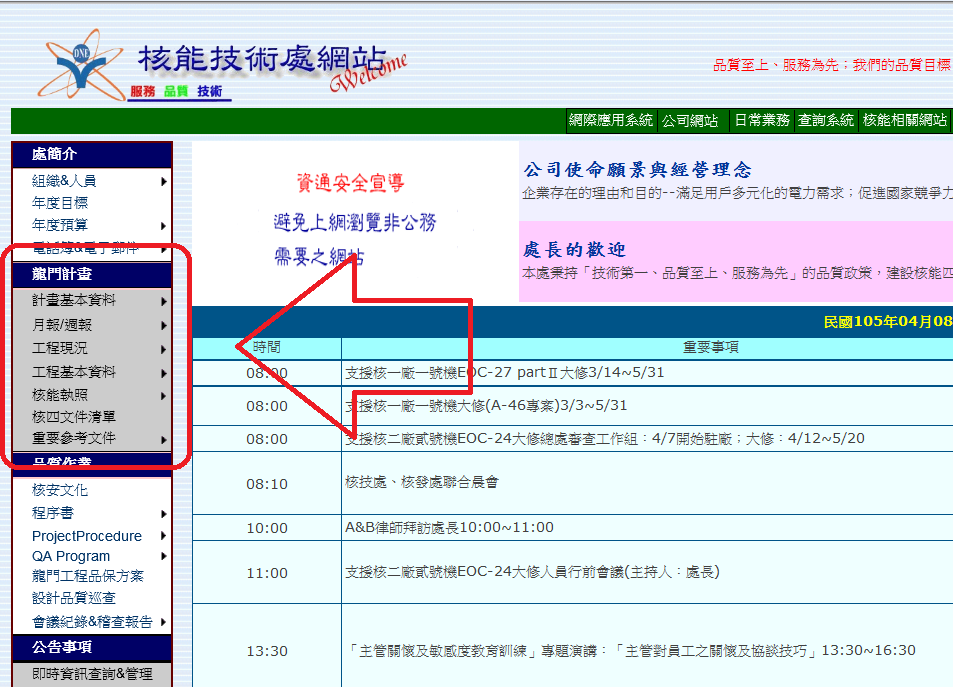 ONE
核能技術處網站
Welcome
服務 品質 技術
品質至上、服務為先；我們的品質目標
網際應用系統 公司網站 日常業務 查詢系統 核能相關網站
處簡介
組織&人員
年度目標
年度預算
電話簿&電子郵件
龍門計畫
計畫基本資料
月報/週報
工程現況
工程基本資料
核能執照
核四文件清單
重要參考文件
品質作業
核安文化
程序書
ProjectProcedure
QA Program
龍門工程品保方案
設計品質巡查
會議紀錄&稽查報告
公告事項
即時資訊查詢&管理
資通安全宣導
避免上網瀏覽非公務
需要之網站
公司使命願景與經營理念
企業存在的理由和目的--滿足用戶多元化的電力需求；促進國家競爭力
處長的歡迎
本處秉持「技術第一、品質至上、服務為先」的品質政策，建設核能四
民國105年04月08
時間 重要事項
08:00 支援核一廠一號機EOC-27 partⅡ大修3/14~5/31
08:00 支援核一廠一號機大修(A-46專案)3/3~5/31
08:00 支援核二廠貳號機EOC-24大修總處審查工作組：4/7開始駐廠；大修：4/12~5/20
08:10 核技處、核發處聯合晨會
10:00 A&B律師拜訪處長10:00~11:00
11:00 支援核二廠貳號機EOC-24大修人員行前會議(主持人：處長)
13:30 「主管關懷及敏感度教育訓練」專題演講：「主管對員工之關懷及協談技巧」13:30~16:30